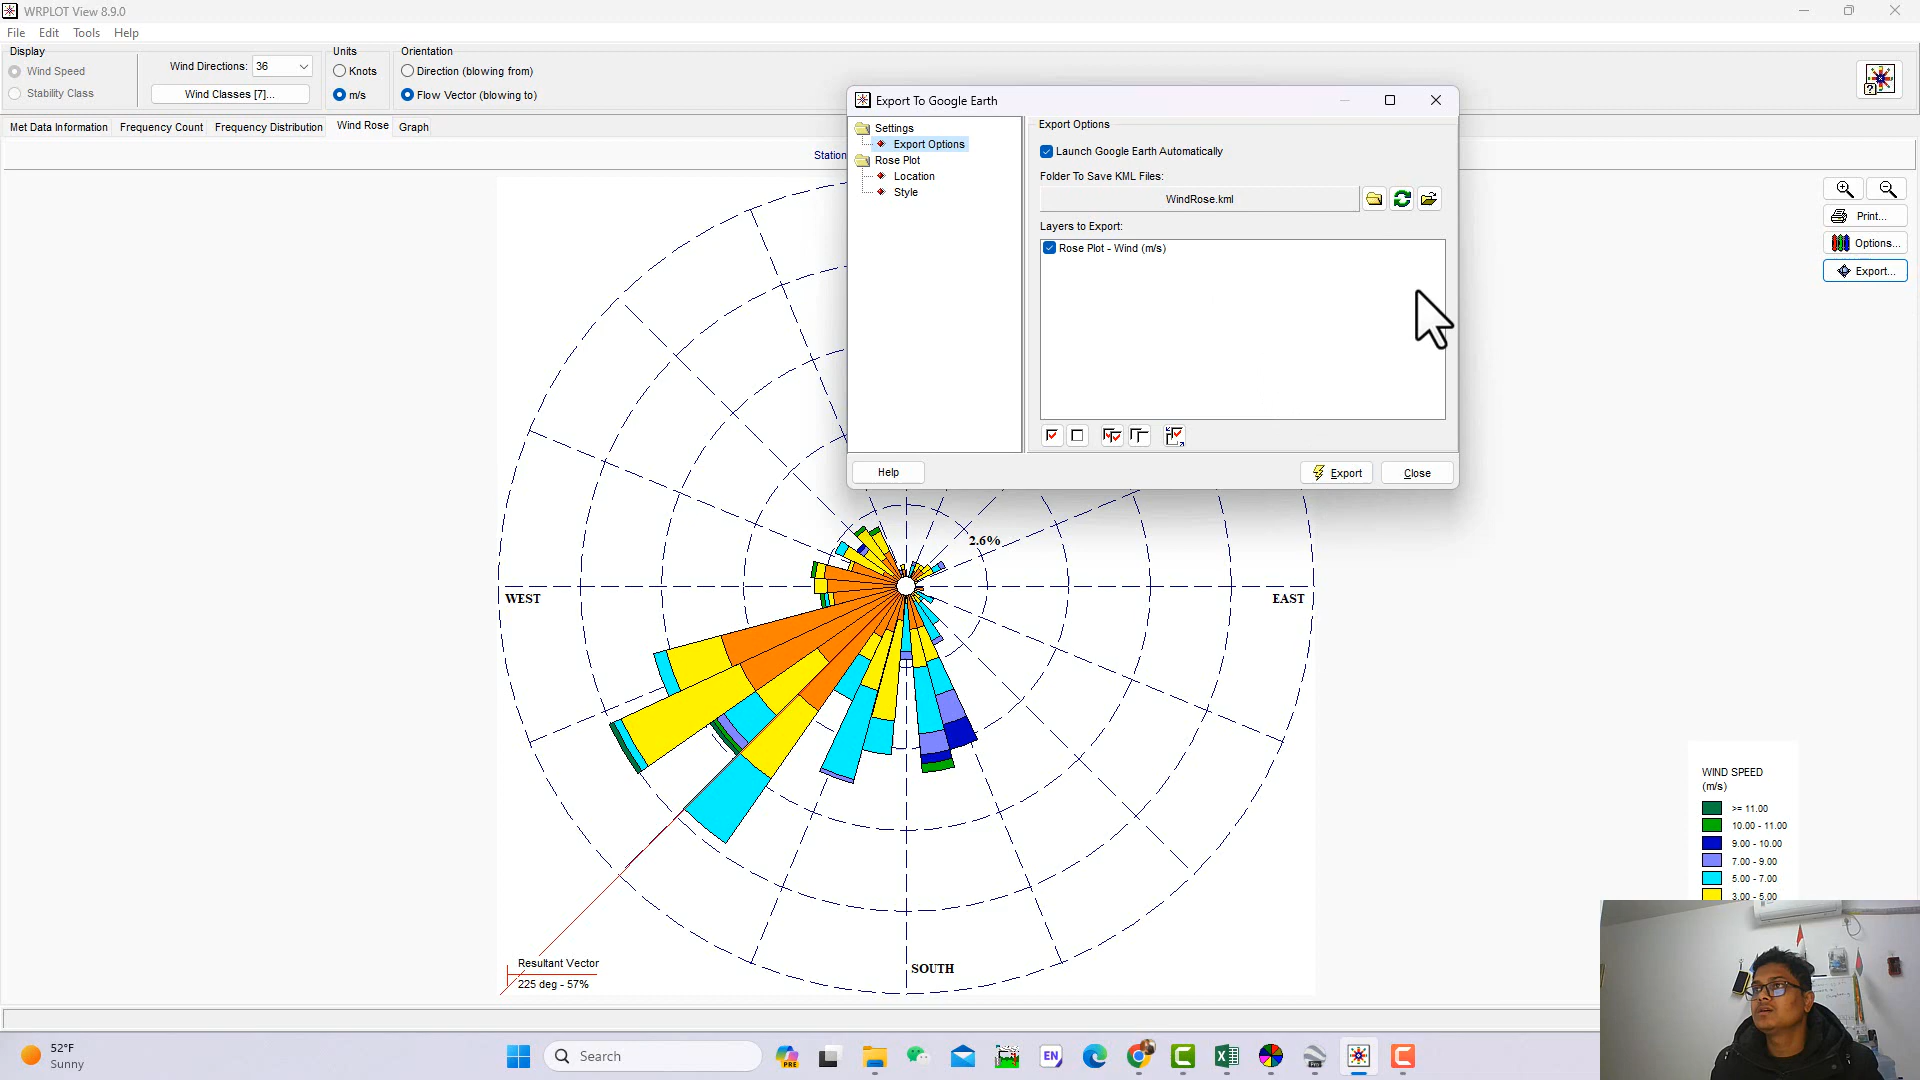 WRPLOT View 8.9.0
File Edit Tools Help
Display
Wind Speed
Stability Class
Wind Directions: 36
Wind Classes [7]...
Units
Knots
m/s
Orientation
Direction (blowing from)
Flow Vector (blowing to)
Met Data Information Frequency Count Frequency Distribution Wind Rose Graph
Station
Export To Google Earth
Settings
Export Options
Rose Plot
Location
Style
Export Options
Launch Google Earth Automatically
Folder To Save KML Files:
WindRose.kml
Layers to Export:
Rose Plot - Wind (m/s)
Help
Export
Close
Print...
Options...
Export...
2.6%
WEST
EAST
SOUTH
Resultant Vector
225 deg - 57%
WIND SPEED
(m/s)
>= 11.00
10.00 - 11.00
9.00 - 10.00
7.00 - 9.00
5.00 - 7.00
3.00 - 5.00
52°F
Sunny
Search
PRE
EN